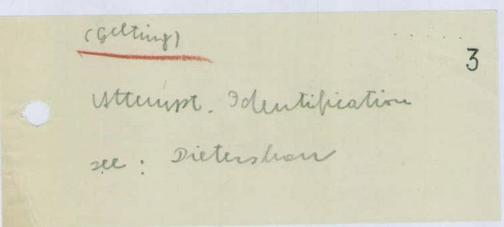 (Gelting)
3
Attempt. Identification
see: Dietershan